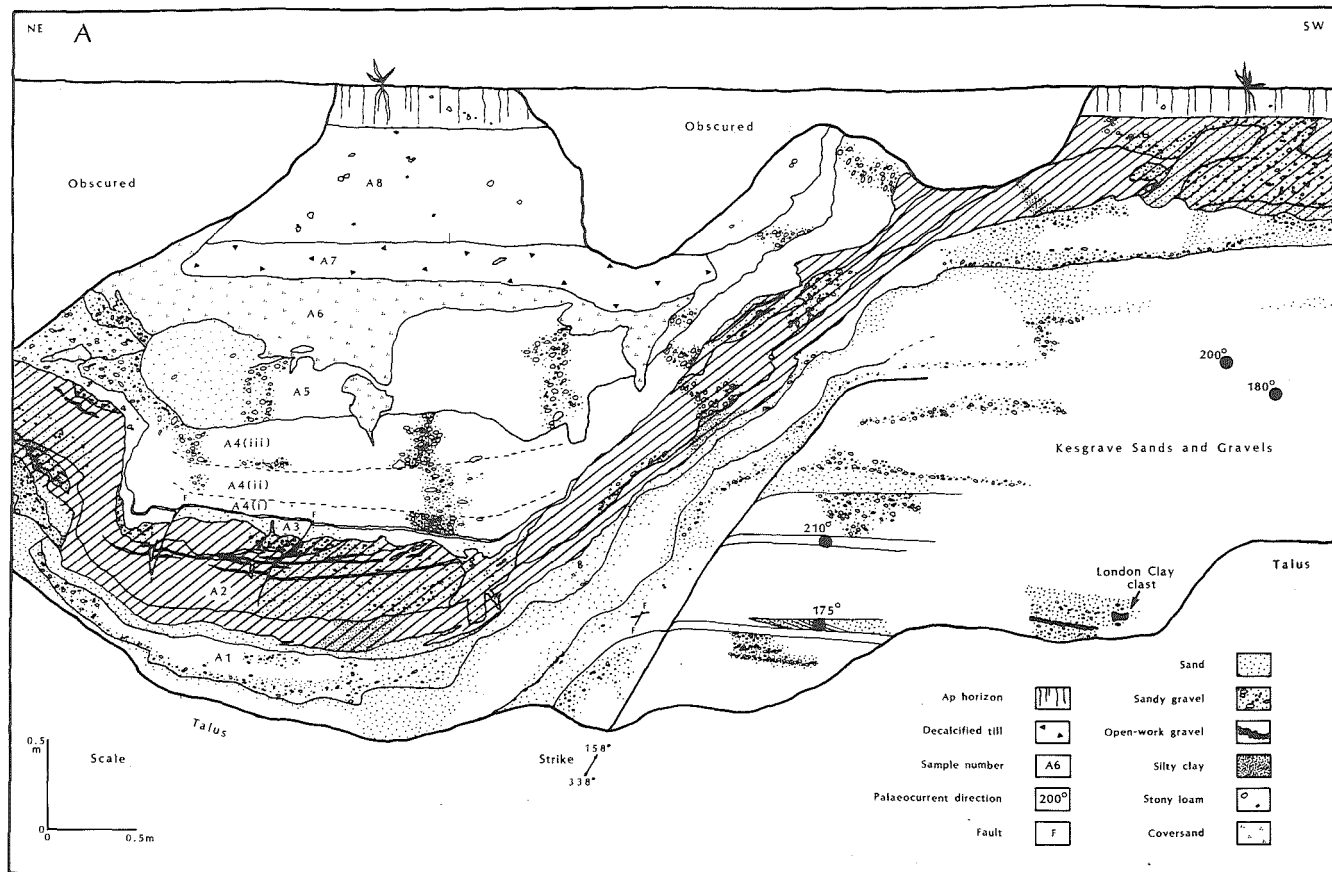 NE
A
SW
Obscured
Obscured
A8
A7
A6
A5
A4(iii)
A4(ii)
A4(i)
F
F
A3
A2
A1
200°
180°
Kesgrave Sands and Gravels
210°
Talus
London Clay
clast
F
F
175°
Talus
0.5
m
Scale
0
0
0.5m
Strike
158°
338°
Ap horizon
Decalcified till
Sample number
A6
Palaeocurrent direction
200°
Fault
F
Sand
Sandy gravel
Open-work gravel
Silty clay
Stony loam
Coversand